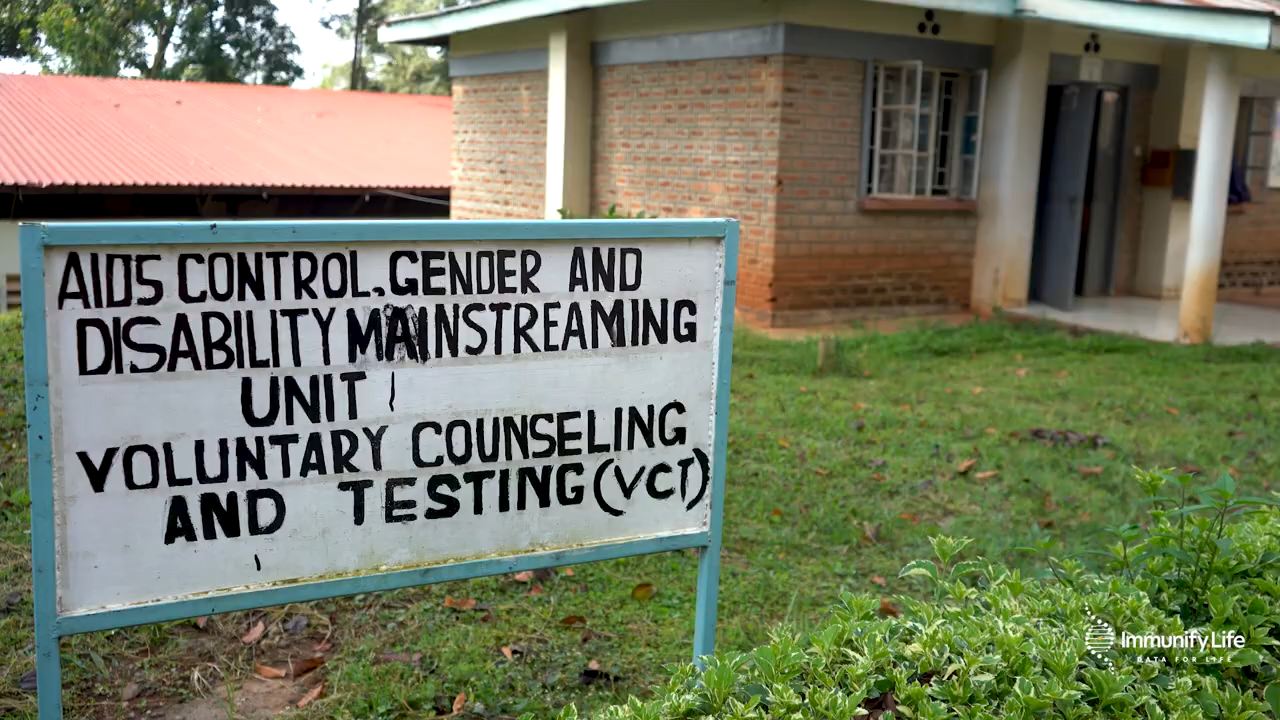 AIDS CONTROL, GENDER AND
DISABILITY MAINSTREAMING
UNIT
VOLUNTARY COUNSELING
AND TESTING (VCT)
Immunify.Life
DATA FOR LIFE